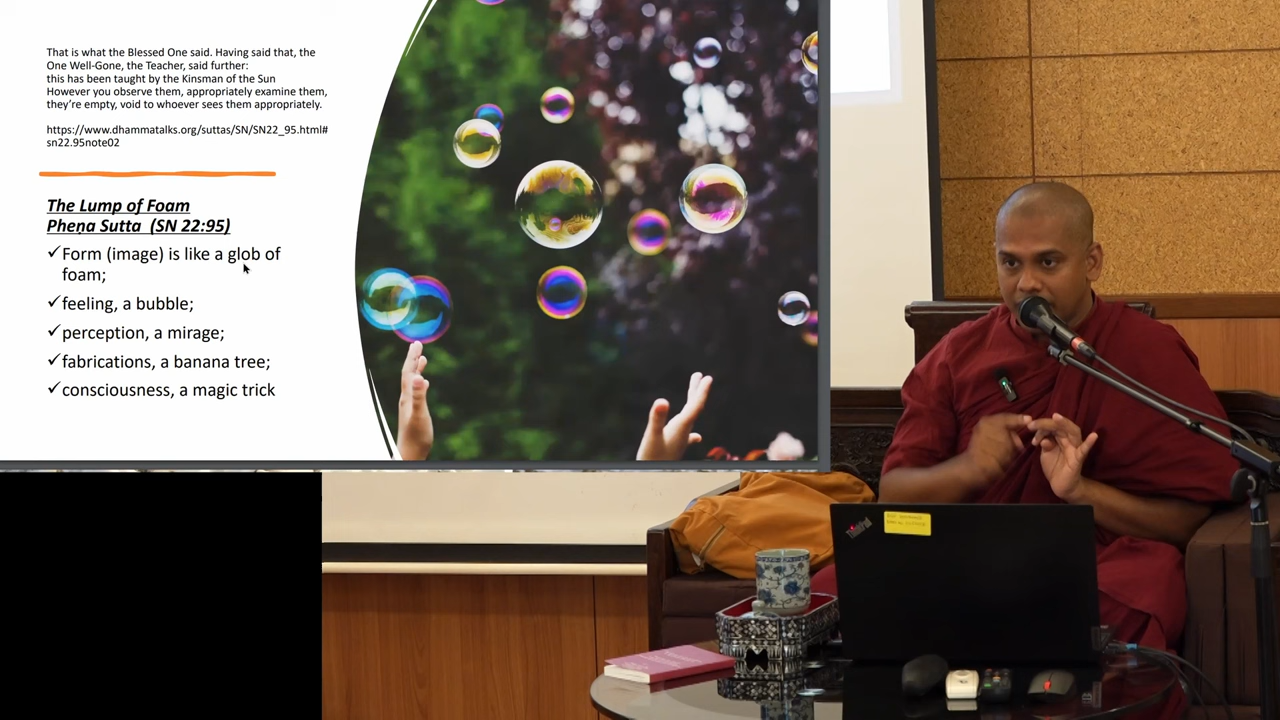 That is what the Blessed One said. Having said that, the
One Well-Gone, the Teacher, said further:
this has been taught by the Kinsman of the Sun
However you observe them, appropriately examine them,
they're empty, void to whoever sees them appropriately.
https://www.dhammatalks.org/suttas/SN/SN22_95.html#
sn22.95note02
The Lump of Foam
Pheṇa Sutta (SN 22:95)
✓Form (image) is like a glob of
foam;
✓feeling, a bubble;
✓perception, a mirage;
✓fabrications, a banana tree;
✓consciousness, a magic trick
ThinkPad